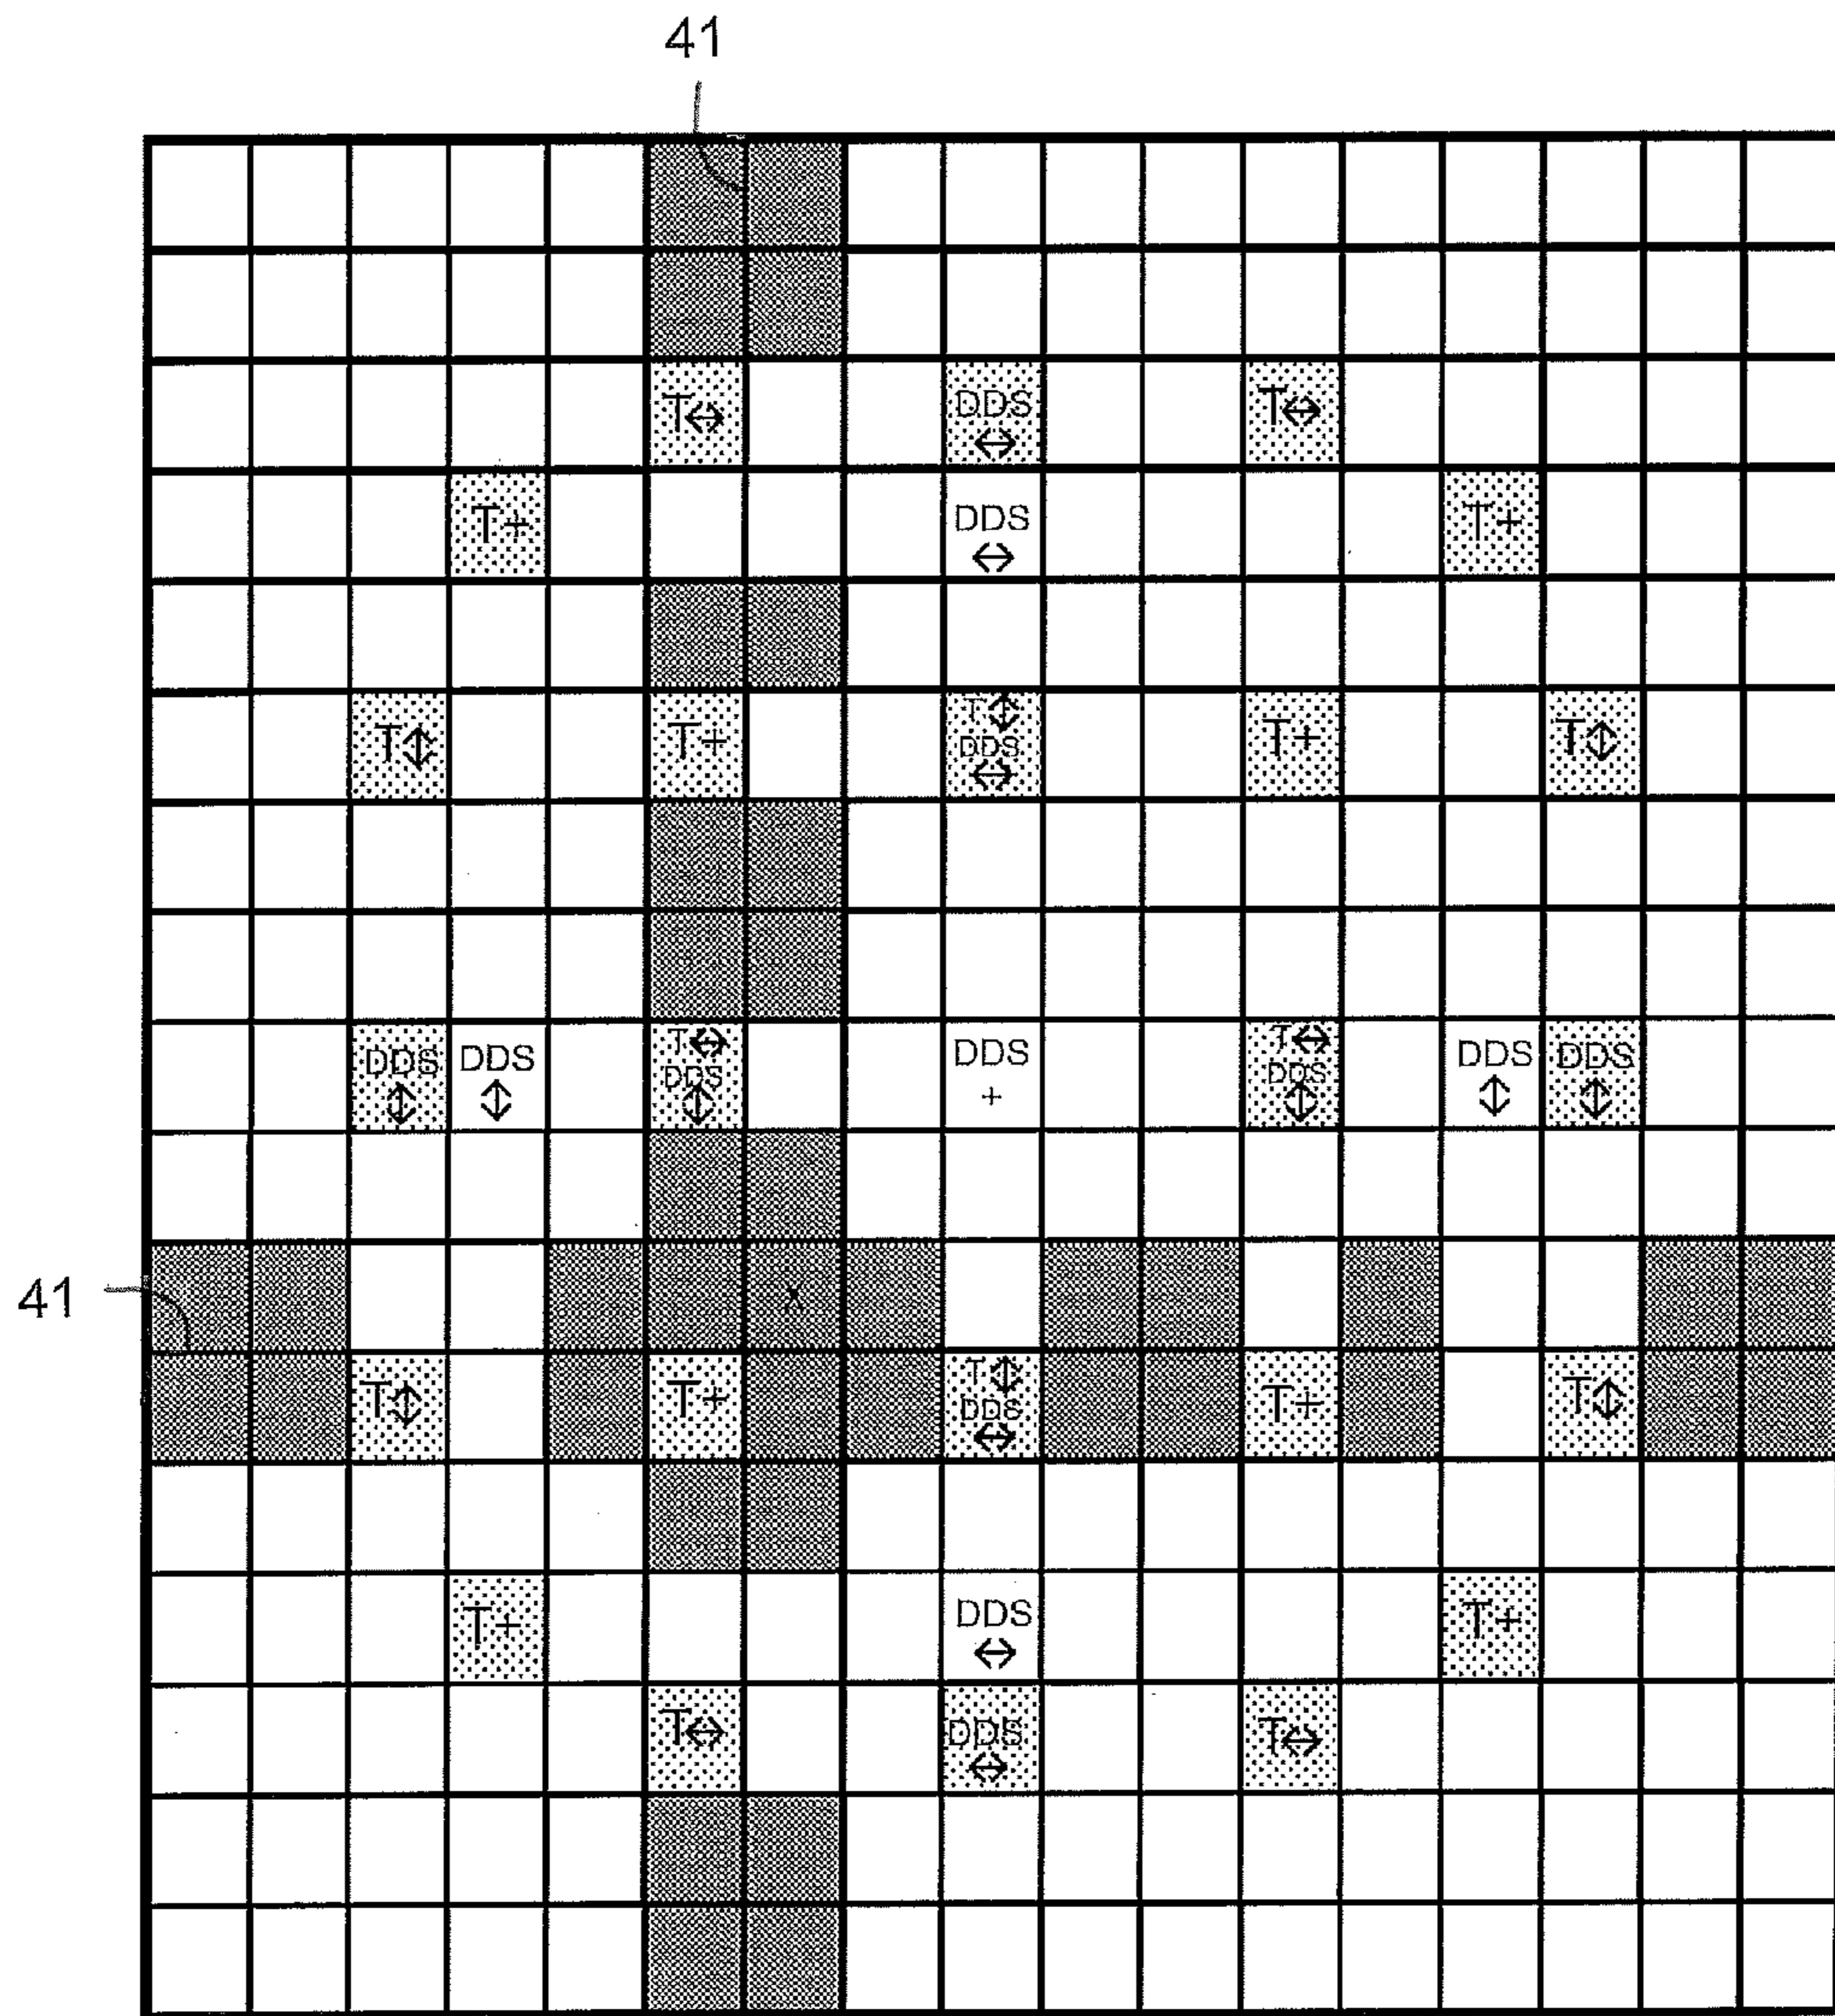 41
T↔ DDS T↔
↔
T+ DDS T+
↔
T↕ T+ T↕ T+ T↕
DDS
↔
DDS DDS T↔ DDS T↔ DDS DDS
↕ ↕ DDS + DDS ↕ ↕
↕ ↕
41 X
T↕ T+ T↕ T+ T↕
DDS
↔
T+ DDS T+
↔
T↔ DDS T↔
↔